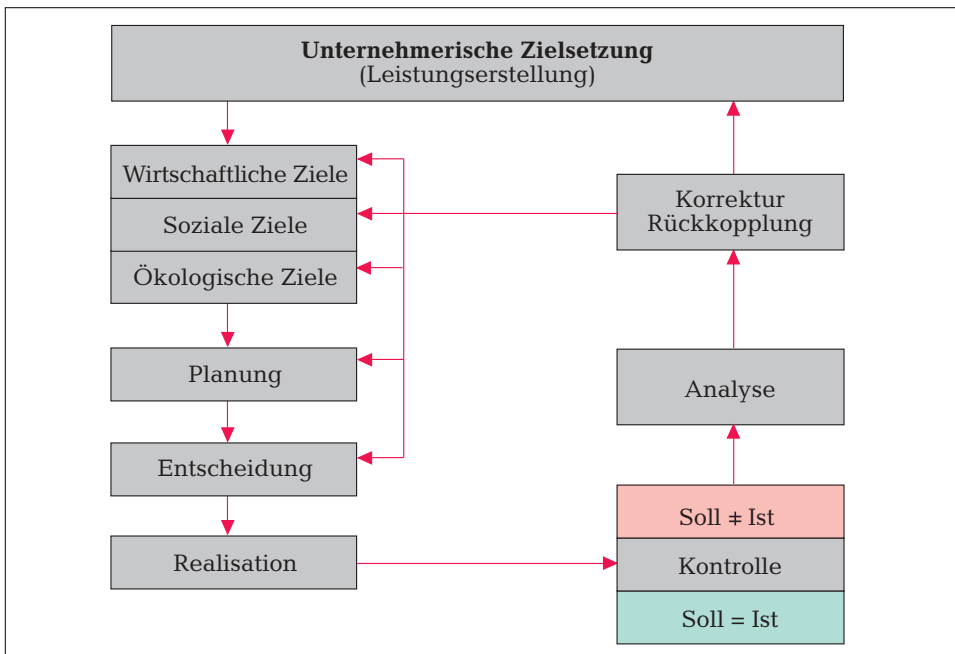 Unternehmerische Zielsetzung
(Leistungserstellung)
Wirtschaftliche Ziele
Soziale Ziele
Ökologische Ziele
Planung
Entscheidung
Realisation
Korrektur
Rückkopplung
Analyse
Soll ≠ Ist
Kontrolle
Soll = Ist